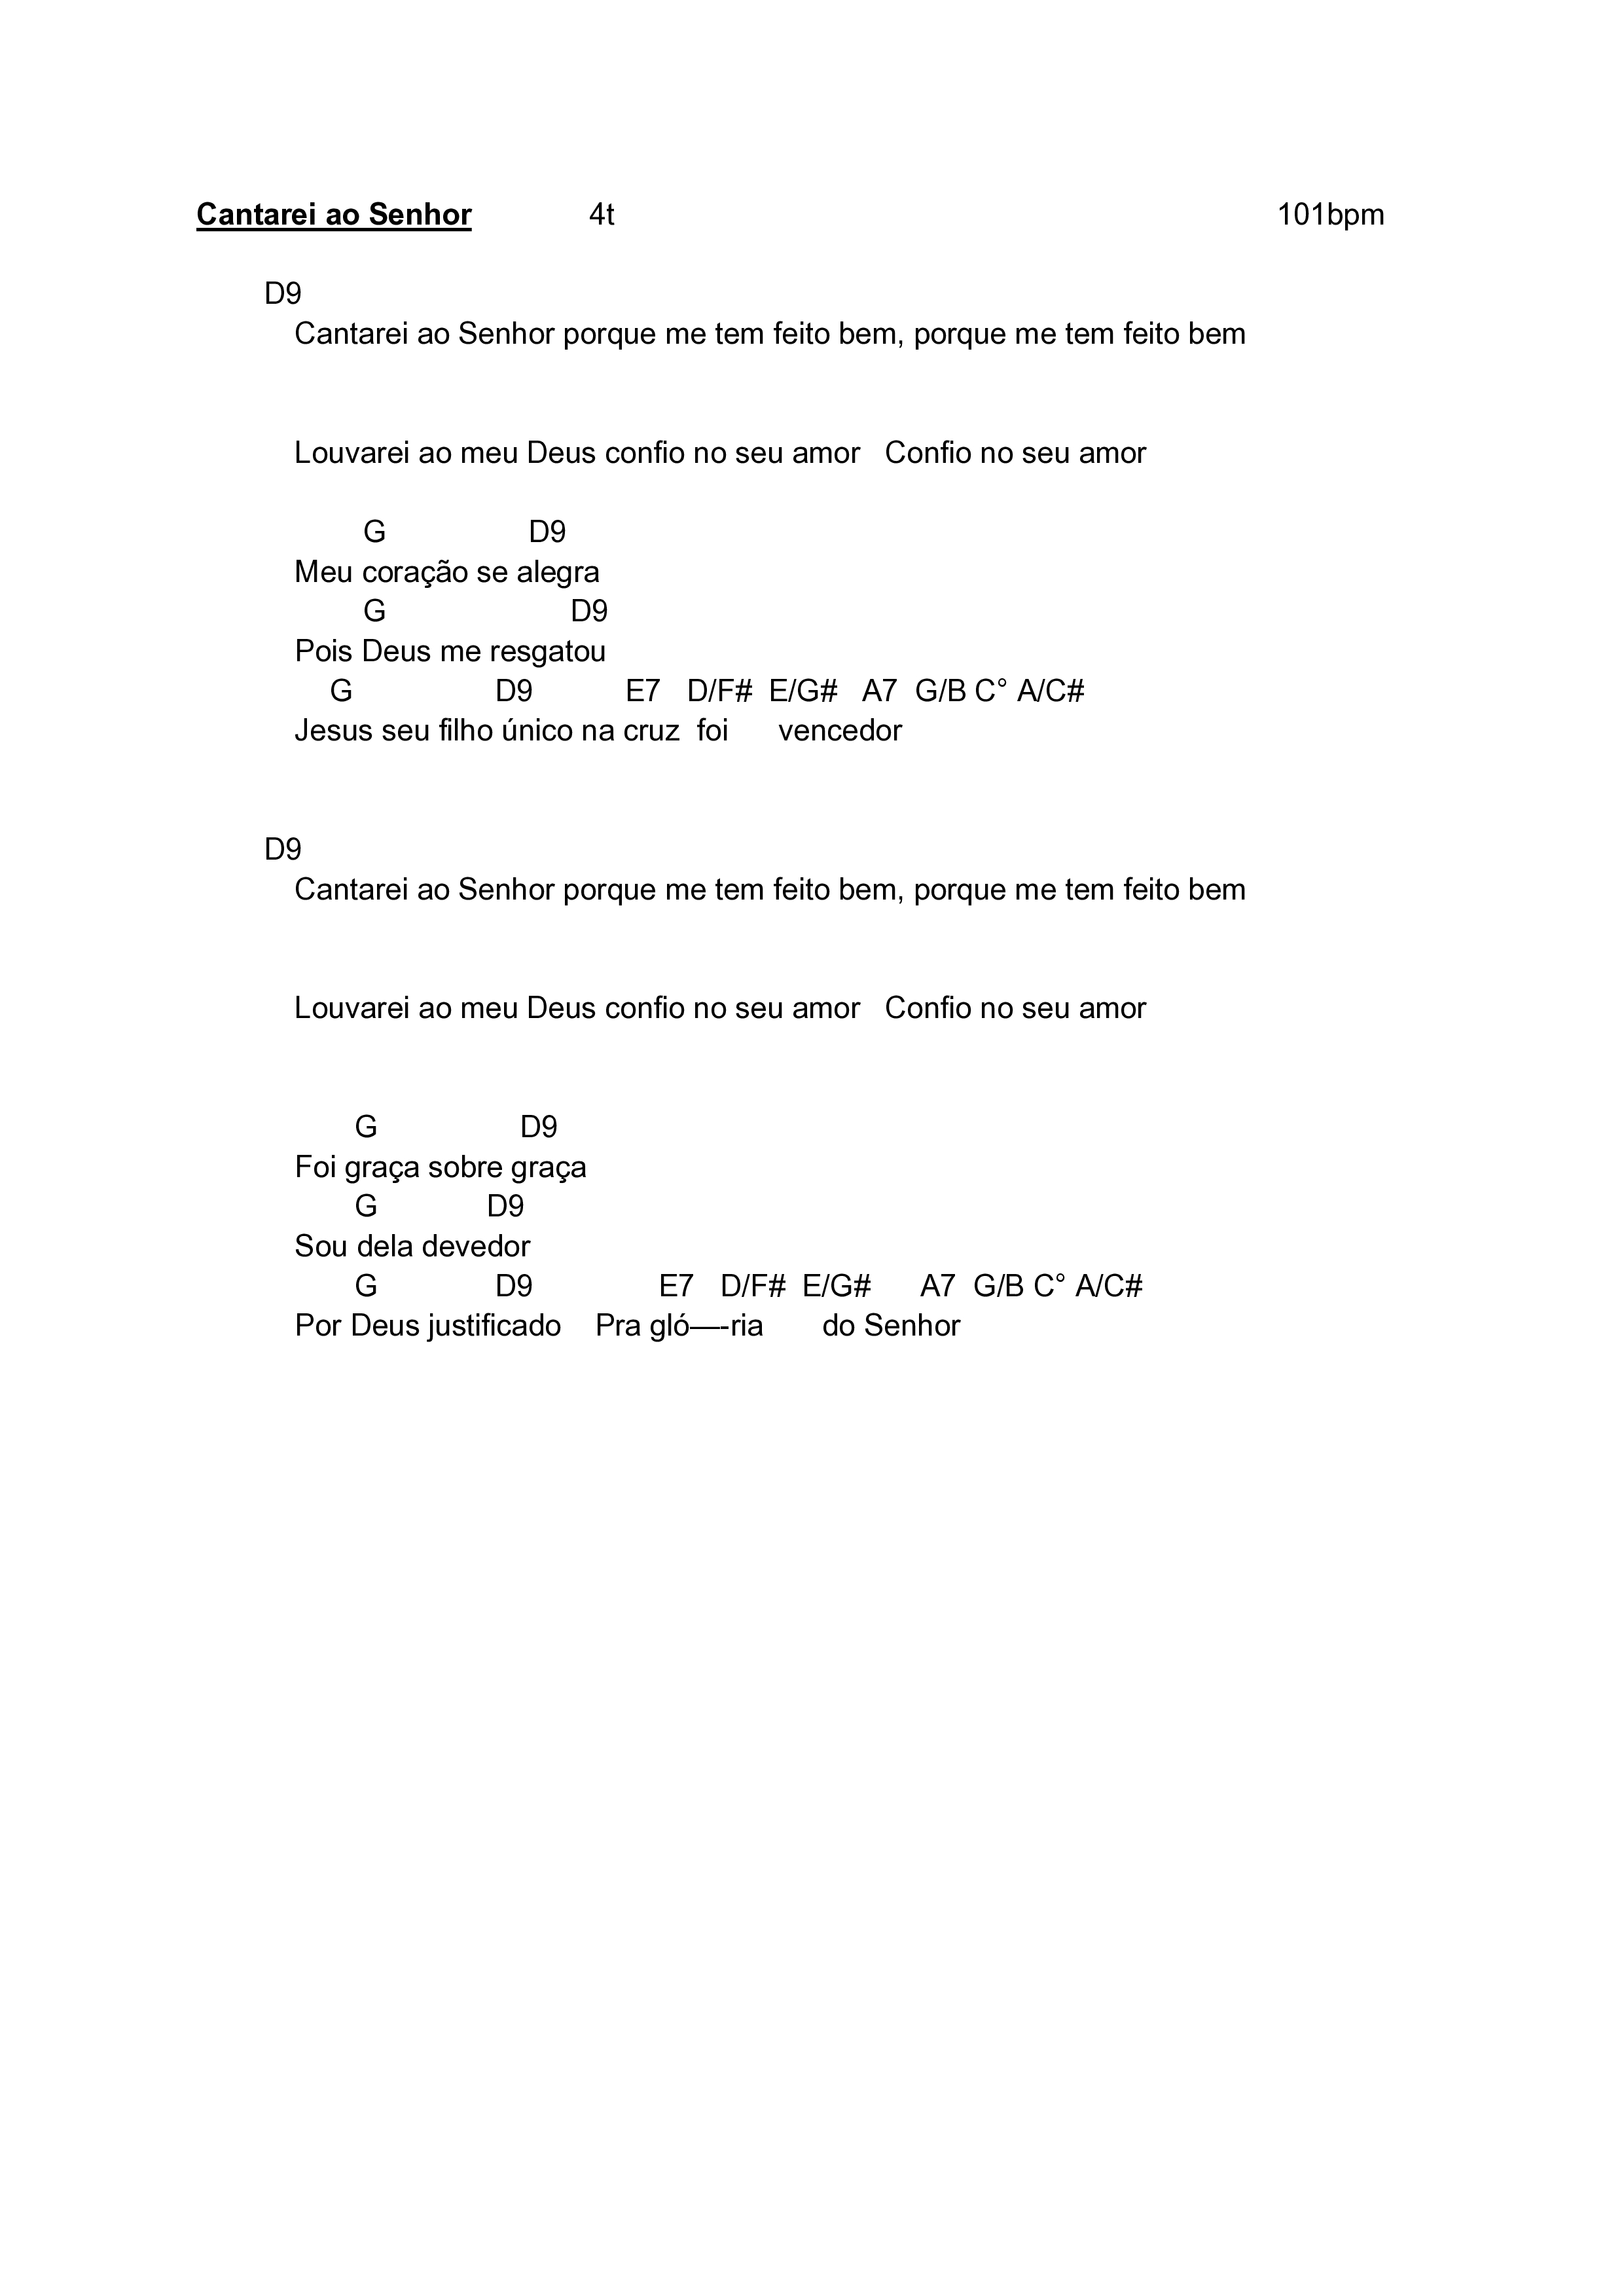 Cantarei ao Senhor 4t 101bpm
D9
Cantarei ao Senhor porque me tem feito bem, porque me tem feito bem
Louvarei ao meu Deus confio no seu amor Confio no seu amor
G D9
Meu coração se alegra
G D9
Pois Deus me resgatou
G D9 E7 D/F# E/G# A7 G/B C° A/C#
Jesus seu filho único na cruz foi vencedor
D9
Cantarei ao Senhor porque me tem feito bem, porque me tem feito bem
Louvarei ao meu Deus confio no seu amor Confio no seu amor
G D9
Foi graça sobre graça
G D9
Sou dela devedor
G D9 E7 D/F# E/G# A7 G/B C° A/C#
Por Deus justificado Pra gló—-ria do Senhor